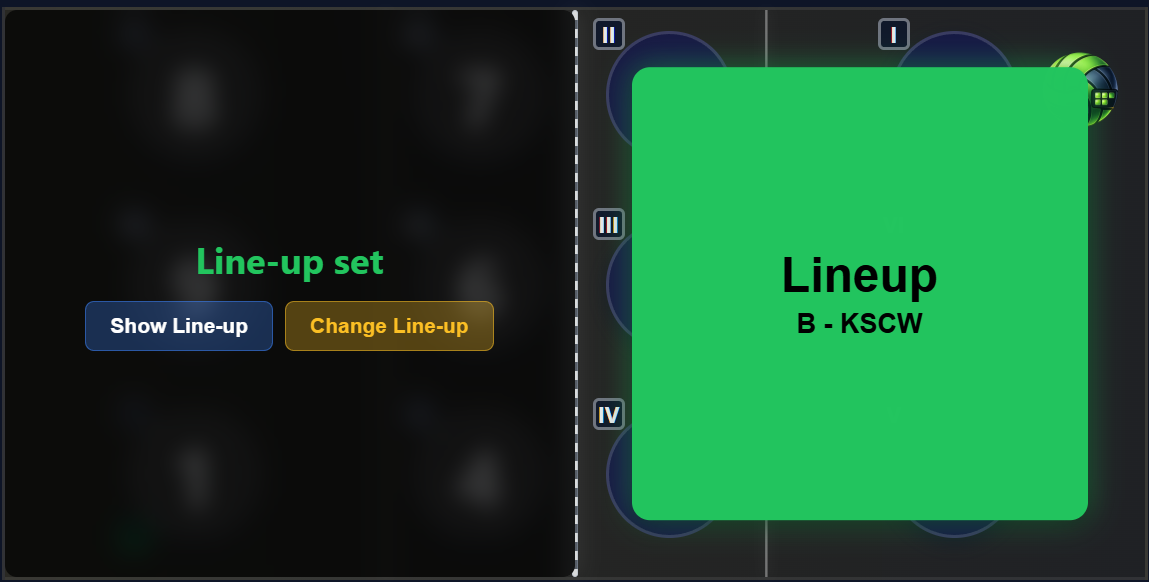 Line-up set
Show Line-up
Change Line-up
II
I
III
IV
Lineup
B - KSCW